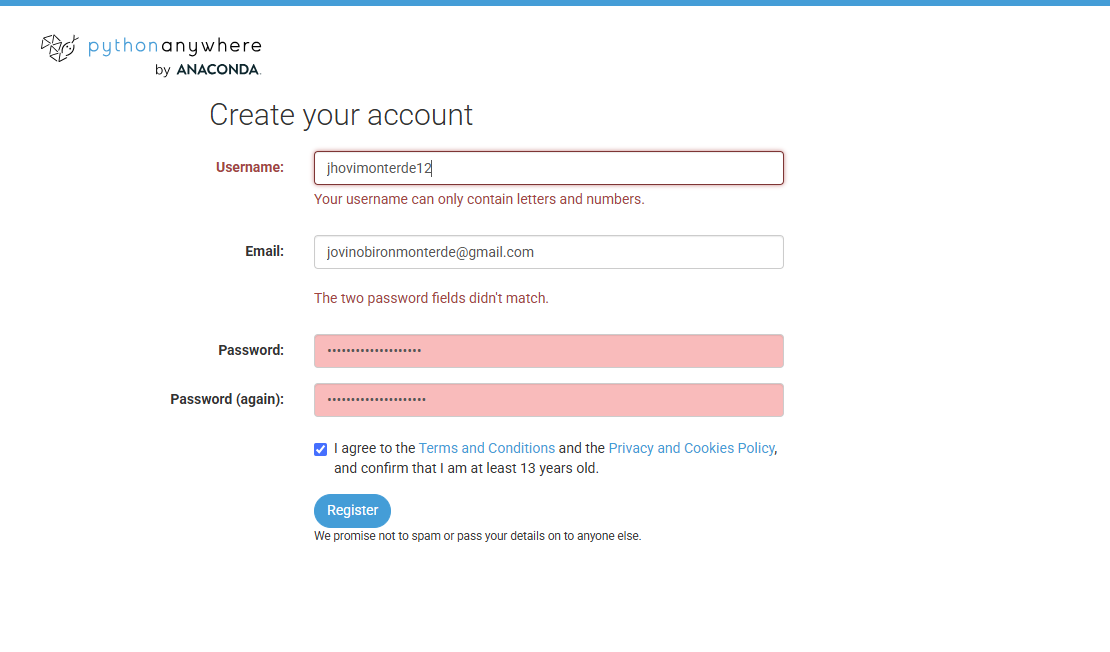 pythonanywhere
by ANACONDA.
Create your account
Username:
jhovimonterde12
Your username can only contain letters and numbers.
Email:
jovinobironmonterde@gmail.com
The two password fields didn't match.
Password:
••••••••••••••••••••
Password (again):
•••••••••••••••••••••
I agree to the Terms and Conditions and the Privacy and Cookies Policy,
and confirm that I am at least 13 years old.
Register
We promise not to spam or pass your details on to anyone else.